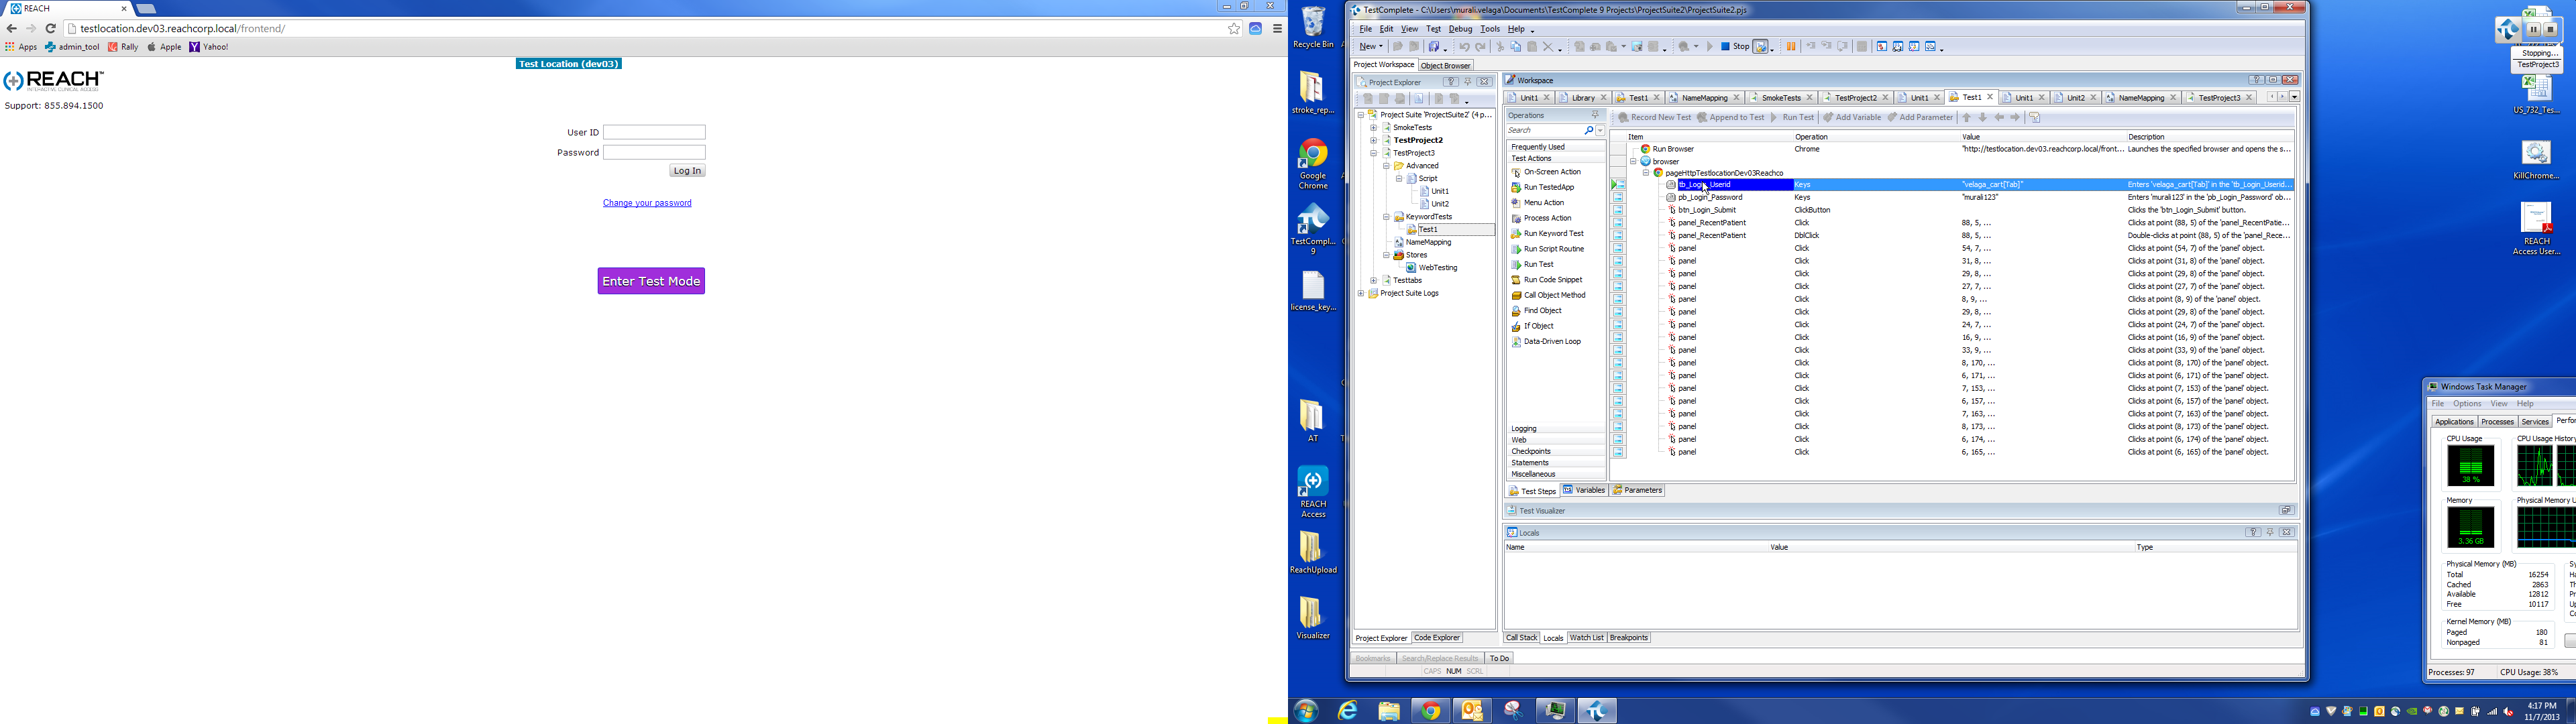 REACH
testlocation.dev03.reachcorp.local/frontend/
Apps admin_tool Rally Apple Yahoo!
Test Location (dev03)
REACH™
Support: 855.894.1500
User ID
Password
Log In
Change your password
Enter Test Mode
Recycle Bin
stroke_rep...
Google Chrome
TestCompl... 9
license_key...
AT
REACH Access
ReachUpload
Visualizer
TestComplete - C:\Users\murali.velaga\Documents\TestComplete 9 Projects\ProjectSuite2\ProjectSuite2.pjs
File Edit View Test Debug Tools Help
New Stop
Project Workspace Object Browser
Project Explorer
Project Suite 'ProjectSuite2' (4 p...
SmokeTests
TestProject2
TestProject3
Advanced
Script
Unit1
Unit2
KeywordTests
Test1
NameMapping
Stores
WebTesting
Testtabs
Project Suite Logs
Project Explorer Code Explorer
Workspace
Unit1 Library Test1 NameMapping SmokeTests TestProject2 Unit1 Test1 Unit1 Unit2 NameMapping TestProject3
Operations
Search
Frequently Used
Test Actions
On-Screen Action
Run TestedApp
Menu Action
Process Action
Run Keyword Test
Run Script Routine
Run Test
Run Code Snippet
Call Object Method
Find Object
If Object
Data-Driven Loop
Logging
Web
Checkpoints
Statements
Miscellaneous
Record New Test Append to Test Run Test Add Variable Add Parameter
Item Operation Value Description
Run Browser Chrome "http://testlocation.dev03.reachcorp.local/front... Launches the specified browser and opens the s...
browser
pageHttpTestlocationDev03Reachco
tb_Login_Userid Keys "velaga_cart[Tab]" Enters 'velaga_cart[Tab]' in the 'tb_Login_Userid...
pb_Login_Password Keys "murali123" Enters 'murali123' in the 'pb_Login_Password' ob...
btn_Login_Submit ClickButton Clicks the 'btn_Login_Submit' button.
panel_RecentPatient Click 88, 5, ... Clicks at point (88, 5) of the 'panel_RecentPatie...
panel_RecentPatient DblClick 88, 5, ... Double-clicks at point (88, 5) of the 'panel_Rece...
panel Click 54, 7, ... Clicks at point (54, 7) of the 'panel' object.
panel Click 31, 8, ... Clicks at point (31, 8) of the 'panel' object.
panel Click 29, 8, ... Clicks at point (29, 8) of the 'panel' object.
panel Click 27, 7, ... Clicks at point (27, 7) of the 'panel' object.
panel Click 8, 9, ... Clicks at point (8, 9) of the 'panel' object.
panel Click 29, 8, ... Clicks at point (29, 8) of the 'panel' object.
panel Click 24, 7, ... Clicks at point (24, 7) of the 'panel' object.
panel Click 16, 9, ... Clicks at point (16, 9) of the 'panel' object.
panel Click 33, 9, ... Clicks at point (33, 9) of the 'panel' object.
panel Click 8, 170, ... Clicks at point (8, 170) of the 'panel' object.
panel Click 6, 171, ... Clicks at point (6, 171) of the 'panel' object.
panel Click 7, 153, ... Clicks at point (7, 153) of the 'panel' object.
panel Click 6, 157, ... Clicks at point (6, 157) of the 'panel' object.
panel Click 7, 163, ... Clicks at point (7, 163) of the 'panel' object.
panel Click 8, 173, ... Clicks at point (8, 173) of the 'panel' object.
panel Click 6, 174, ... Clicks at point (6, 174) of the 'panel' object.
panel Click 6, 165, ... Clicks at point (6, 165) of the 'panel' object.
Test Steps Variables Parameters
Test Visualizer
Locals
Name Value Type
Call Stack Locals Watch List Breakpoints
Bookmarks Search/Replace Results To Do
CAPS NUM SCRL
Stopping...
TestProject3
US_732_Tes...
KillChrome...
REACH Access User...
Windows Task Manager
File Options View Help
Applications Processes Services Perfor
CPU Usage CPU Usage History
38 %
Memory Physical Memory U
3.36 GB
Physical Memory (MB)
Total 16254
Cached 2863
Available 12812
Free 10117
Kernel Memory (MB)
Paged 180
Nonpaged 81
Processes: 97 CPU Usage: 38%
4:17 PM
11/7/2013